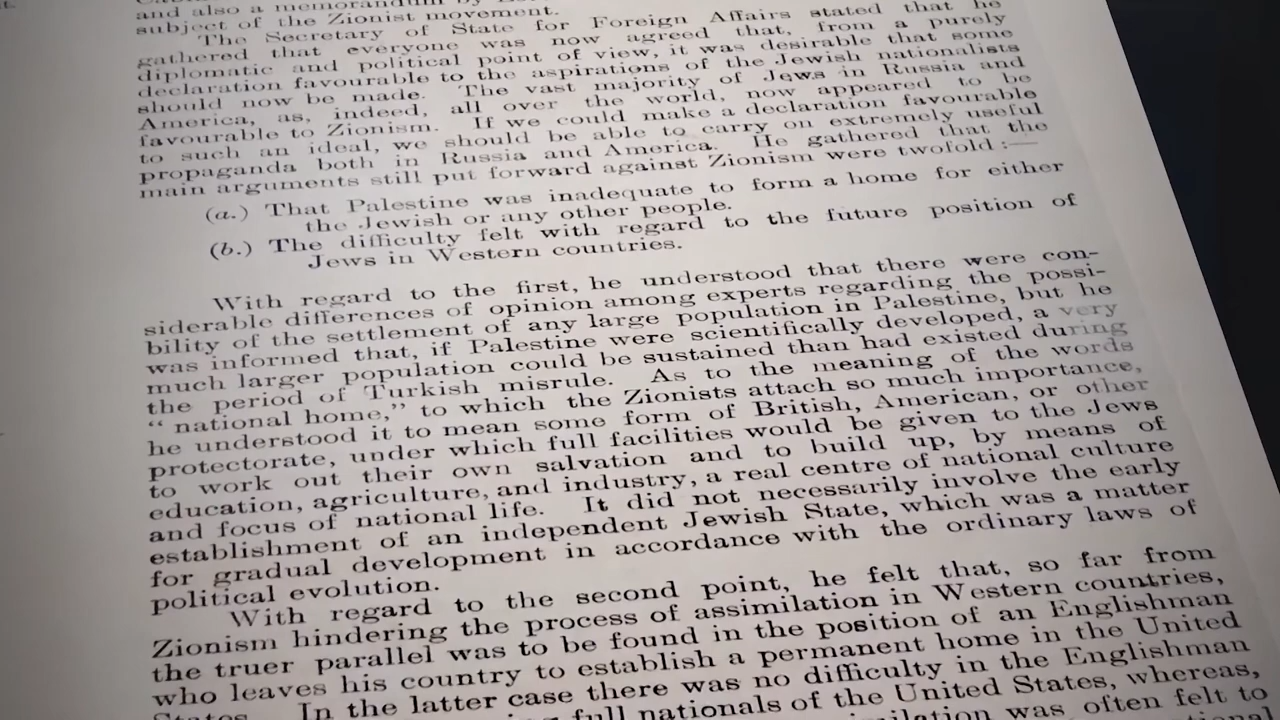 and also a memorandum by
subject of the Zionist movement.
The Secretary of State for Foreign Affairs stated that he
gathered that everyone was now agreed that, from a purely
diplomatic and political point of view, it was desirable that some
declaration favourable to the aspirations of the Jewish nationalists
should now be made. The vast majority of Jews in Russia and
America, as, indeed, all over the world, now appeared to be
favourable to Zionism. If we could make a declaration favourable
to such an ideal, we should be able to carry on extremely useful
propaganda both in Russia and America. He gathered that the
main arguments still put forward against Zionism were twofold :—
(a.) That Palestine was inadequate to form a home for either
the Jewish or any other people.
(b.) The difficulty felt with regard to the future position of
Jews in Western countries.
With regard to the first, he understood that there were con-
siderable differences of opinion among experts regarding the possi-
bility of the settlement of any large population in Palestine, but he
was informed that, if Palestine were scientifically developed, a very
much larger population could be sustained than had existed during
the period of Turkish misrule. As to the meaning of the words
“ national home,” to which the Zionists attach so much importance,
he understood it to mean some form of British, American, or other
protectorate, under which full facilities would be given to the Jews
to work out their own salvation and to build up, by means of
education, agriculture, and industry, a real centre of national culture
and focus of national life. It did not necessarily involve the early
establishment of an independent Jewish State, which was a matter
for gradual development in accordance with the ordinary laws of
political evolution.
With regard to the second point, he felt that, so far from
Zionism hindering the process of assimilation in Western countries,
the truer parallel was to be found in the position of an Englishman
who leaves his country to establish a permanent home in the United
States. In the latter case there was no difficulty in the Englishman
full nationals of the United States, whereas,
was often felt to